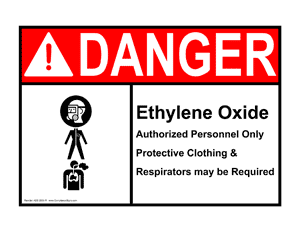 DANGER
Ethylene Oxide
Authorized Personnel Only
Protective Clothing &
Respirators may be Required